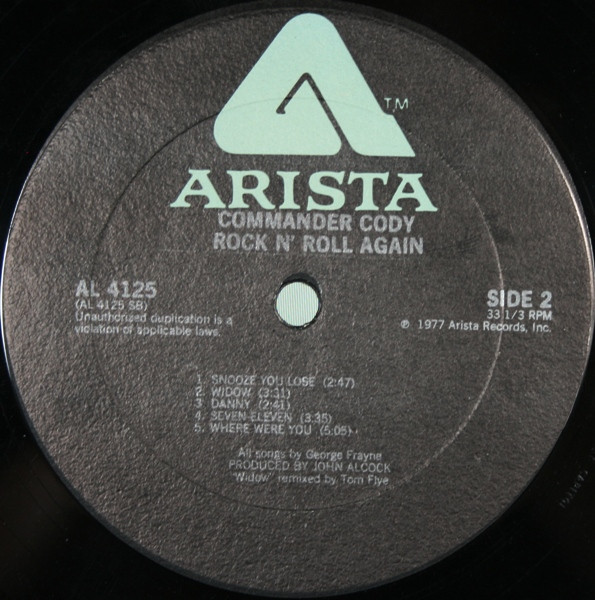 TM
ARISTA
COMMANDER CODY
ROCK N' ROLL AGAIN
AL 4125
(AL 4125 SB)
Unauthorized duplication is a
violation of applicable laws.
SIDE 2
33 1/3 RPM
℗ 1977 Arista Records, Inc.
1. SNOOZE YOU LOSE (2:47)
2. WIDOW (3:31)
3. DANNY (2:41)
4. SEVEN-ELEVEN (3:35)
5. WHERE WERE YOU (5:05)
All songs by George Frayne
PRODUCED BY JOHN ALCOCK
"Widow" remixed by Tom Flye